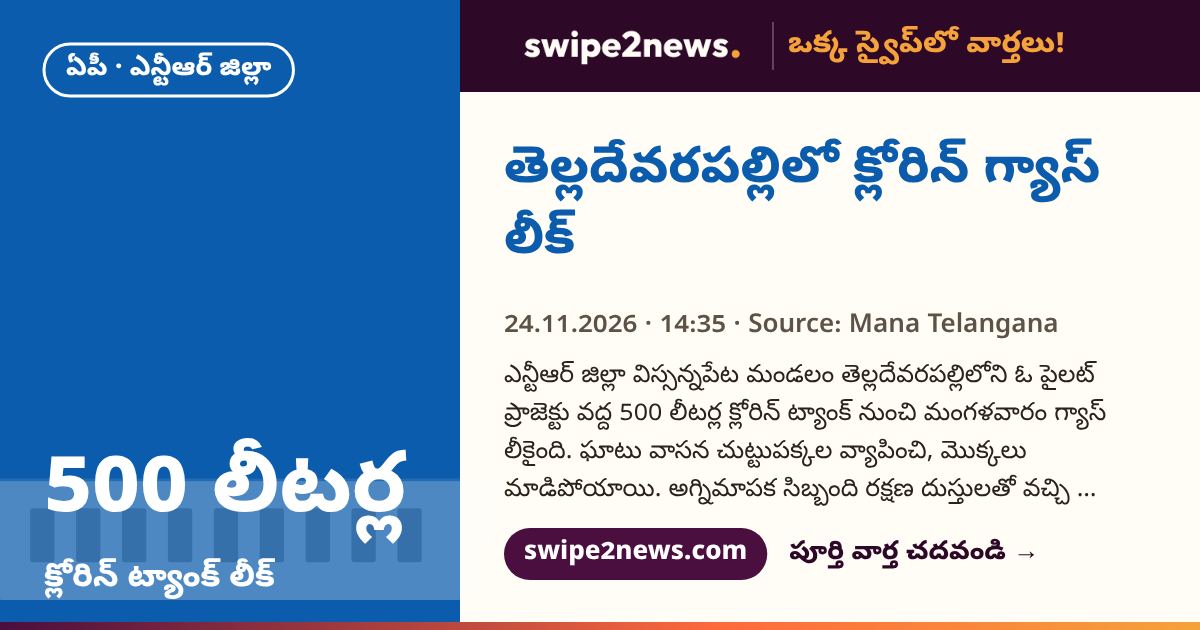 ఏపీ · ఎన్టీఆర్ జిల్లా
500 లీటర్ల
క్లోరిన్ ట్యాంక్ లీక్
swipe2news.
ఒక్క స్వైప్‌లో వార్తలు!
తెల్లదేవరపల్లిలో క్లోరిన్ గ్యాస్
లీక్
24.11.2026 · 14:35 · Source: Mana Telangana
ఎన్టీఆర్ జిల్లా విస్సన్నపేట మండలం తెల్లదేవరపల్లిలోని ఓ పైలట్
ప్రాజెక్టు వద్ద 500 లీటర్ల క్లోరిన్ ట్యాంక్ నుంచి మంగళవారం గ్యాస్
లీకైంది. ఘాటు వాసన చుట్టుపక్కల వ్యాపించి, మొక్కలు
మాడిపోయాయి. అగ్నిమాపక సిబ్బంది రక్షణ దుస్తులతో వచ్చి ...
swipe2news.com
పూర్తి వార్త చదవండి →